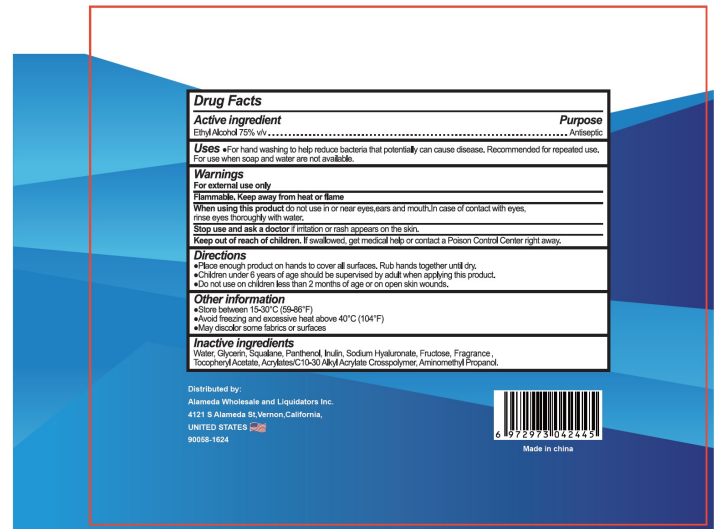 Drug Facts
Active ingredient Purpose
Ethyl Alcohol 75% v/v Antiseptic
Uses ●For hand washing to help reduce bacteria that potentially can cause disease. Recommended for repeated use.
For use when soap and water are not available.
Warnings
For external use only
Flammable. Keep away from heat or flame
When using this product do not use in or near eyes,ears and mouth,In case of contact with eyes,
rinse eyes thoroughly with water.
Stop use and ask a doctor if irritation or rash appears on the skin.
Keep out of reach of children. If swallowed, get medical help or contact a Poison Control Center right away.
Directions
●Place enough product on hands to cover all surfaces. Rub hands together until dry.
●Children under 6 years of age should be supervised by adult when applying this product.
●Do not use on children less than 2 months of age or on open skin wounds.
Other information
●Store between 15-30°C (59-86°F)
●Avoid freezing and excessive heat above 40°C (104°F)
●May discolor some fabrics or surfaces
Inactive ingredients
Water, Glycerin, Squalane, Panthenol, Inulin, Sodium Hyaluronate, Fructose, Fragrance ,
Tocopheryl Acetate, Acrylates/C10-30 Alkyl Acrylate Crosspolymer, Aminomethyl Propanol.
Distributed by:
Alameda Wholesale and Liquidators Inc.
4121 S Alameda St,Vernon,California,
UNITED STATES
90058-1624
6 972973 042445
Made in china